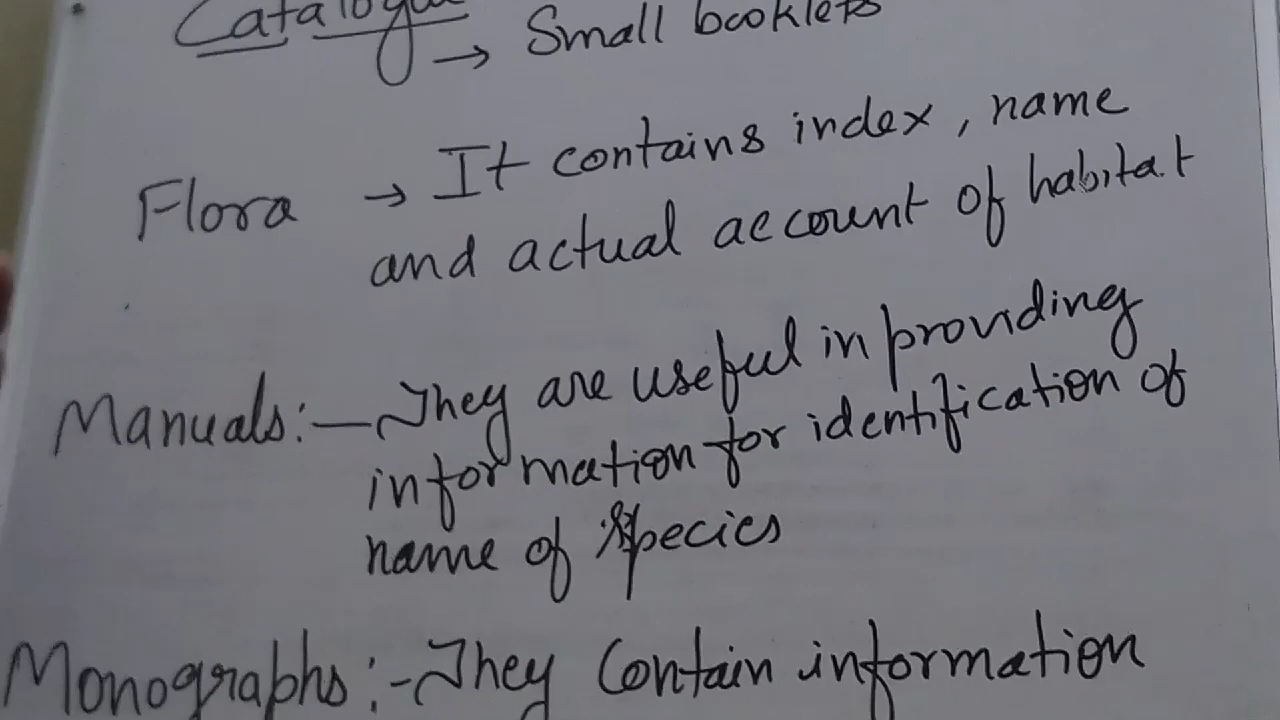 Catalogue
→ Small booklets
Flora → It contains index, name
and actual account of habitat
Manuals:— They are useful in providing
information for identification of
name of species
Monographs:- They contain information